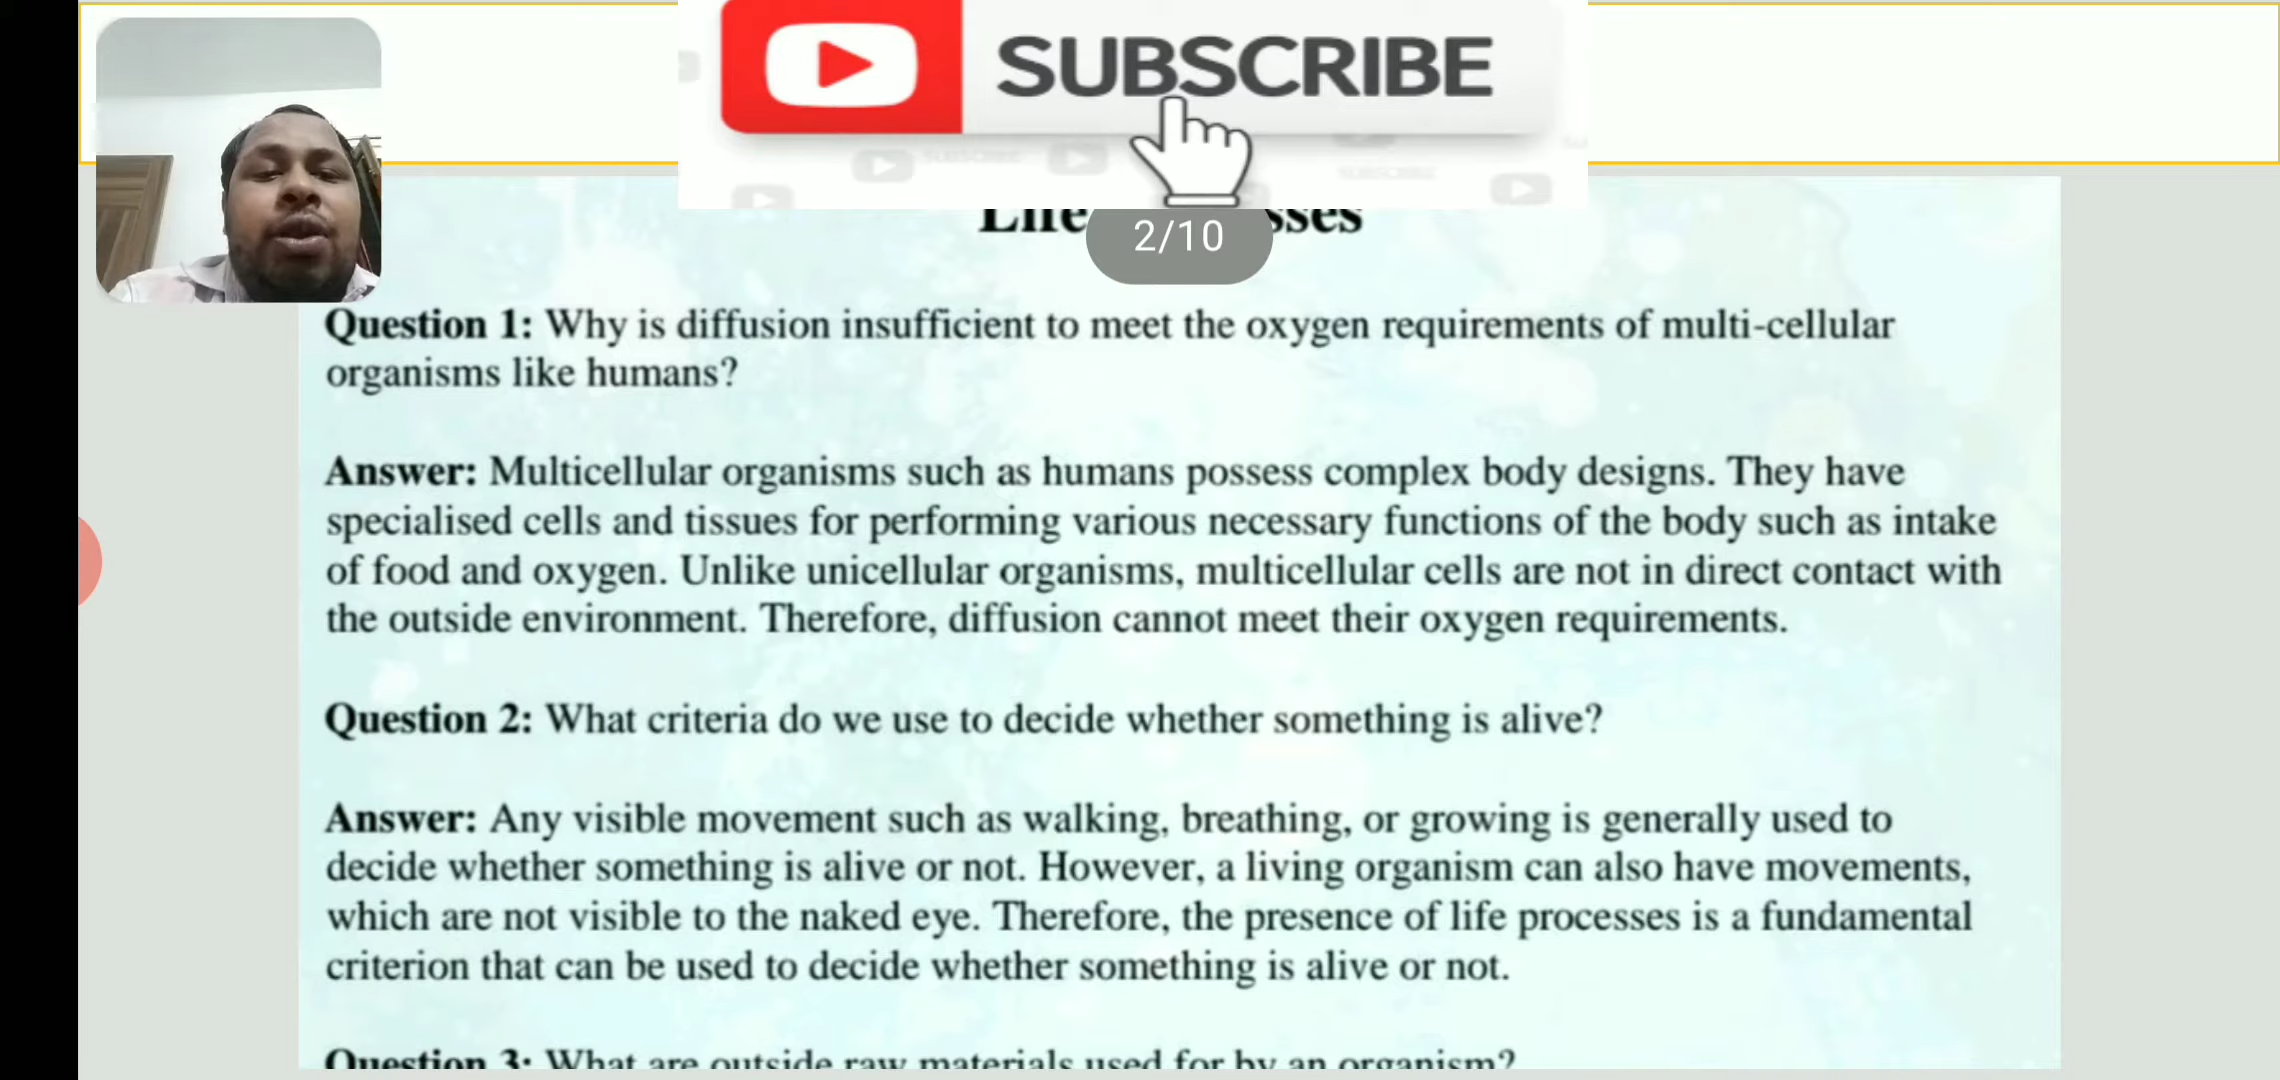 SUBSCRIBE
2/10
Question 1: Why is diffusion insufficient to meet the oxygen requirements of multi-cellular
organisms like humans?
Answer: Multicellular organisms such as humans possess complex body designs. They have
specialised cells and tissues for performing various necessary functions of the body such as intake
of food and oxygen. Unlike unicellular organisms, multicellular cells are not in direct contact with
the outside environment. Therefore, diffusion cannot meet their oxygen requirements.
Question 2: What criteria do we use to decide whether something is alive?
Answer: Any visible movement such as walking, breathing, or growing is generally used to
decide whether something is alive or not. However, a living organism can also have movements,
which are not visible to the naked eye. Therefore, the presence of life processes is a fundamental
criterion that can be used to decide whether something is alive or not.
Question 3: What are outside raw materials used for by an organism?